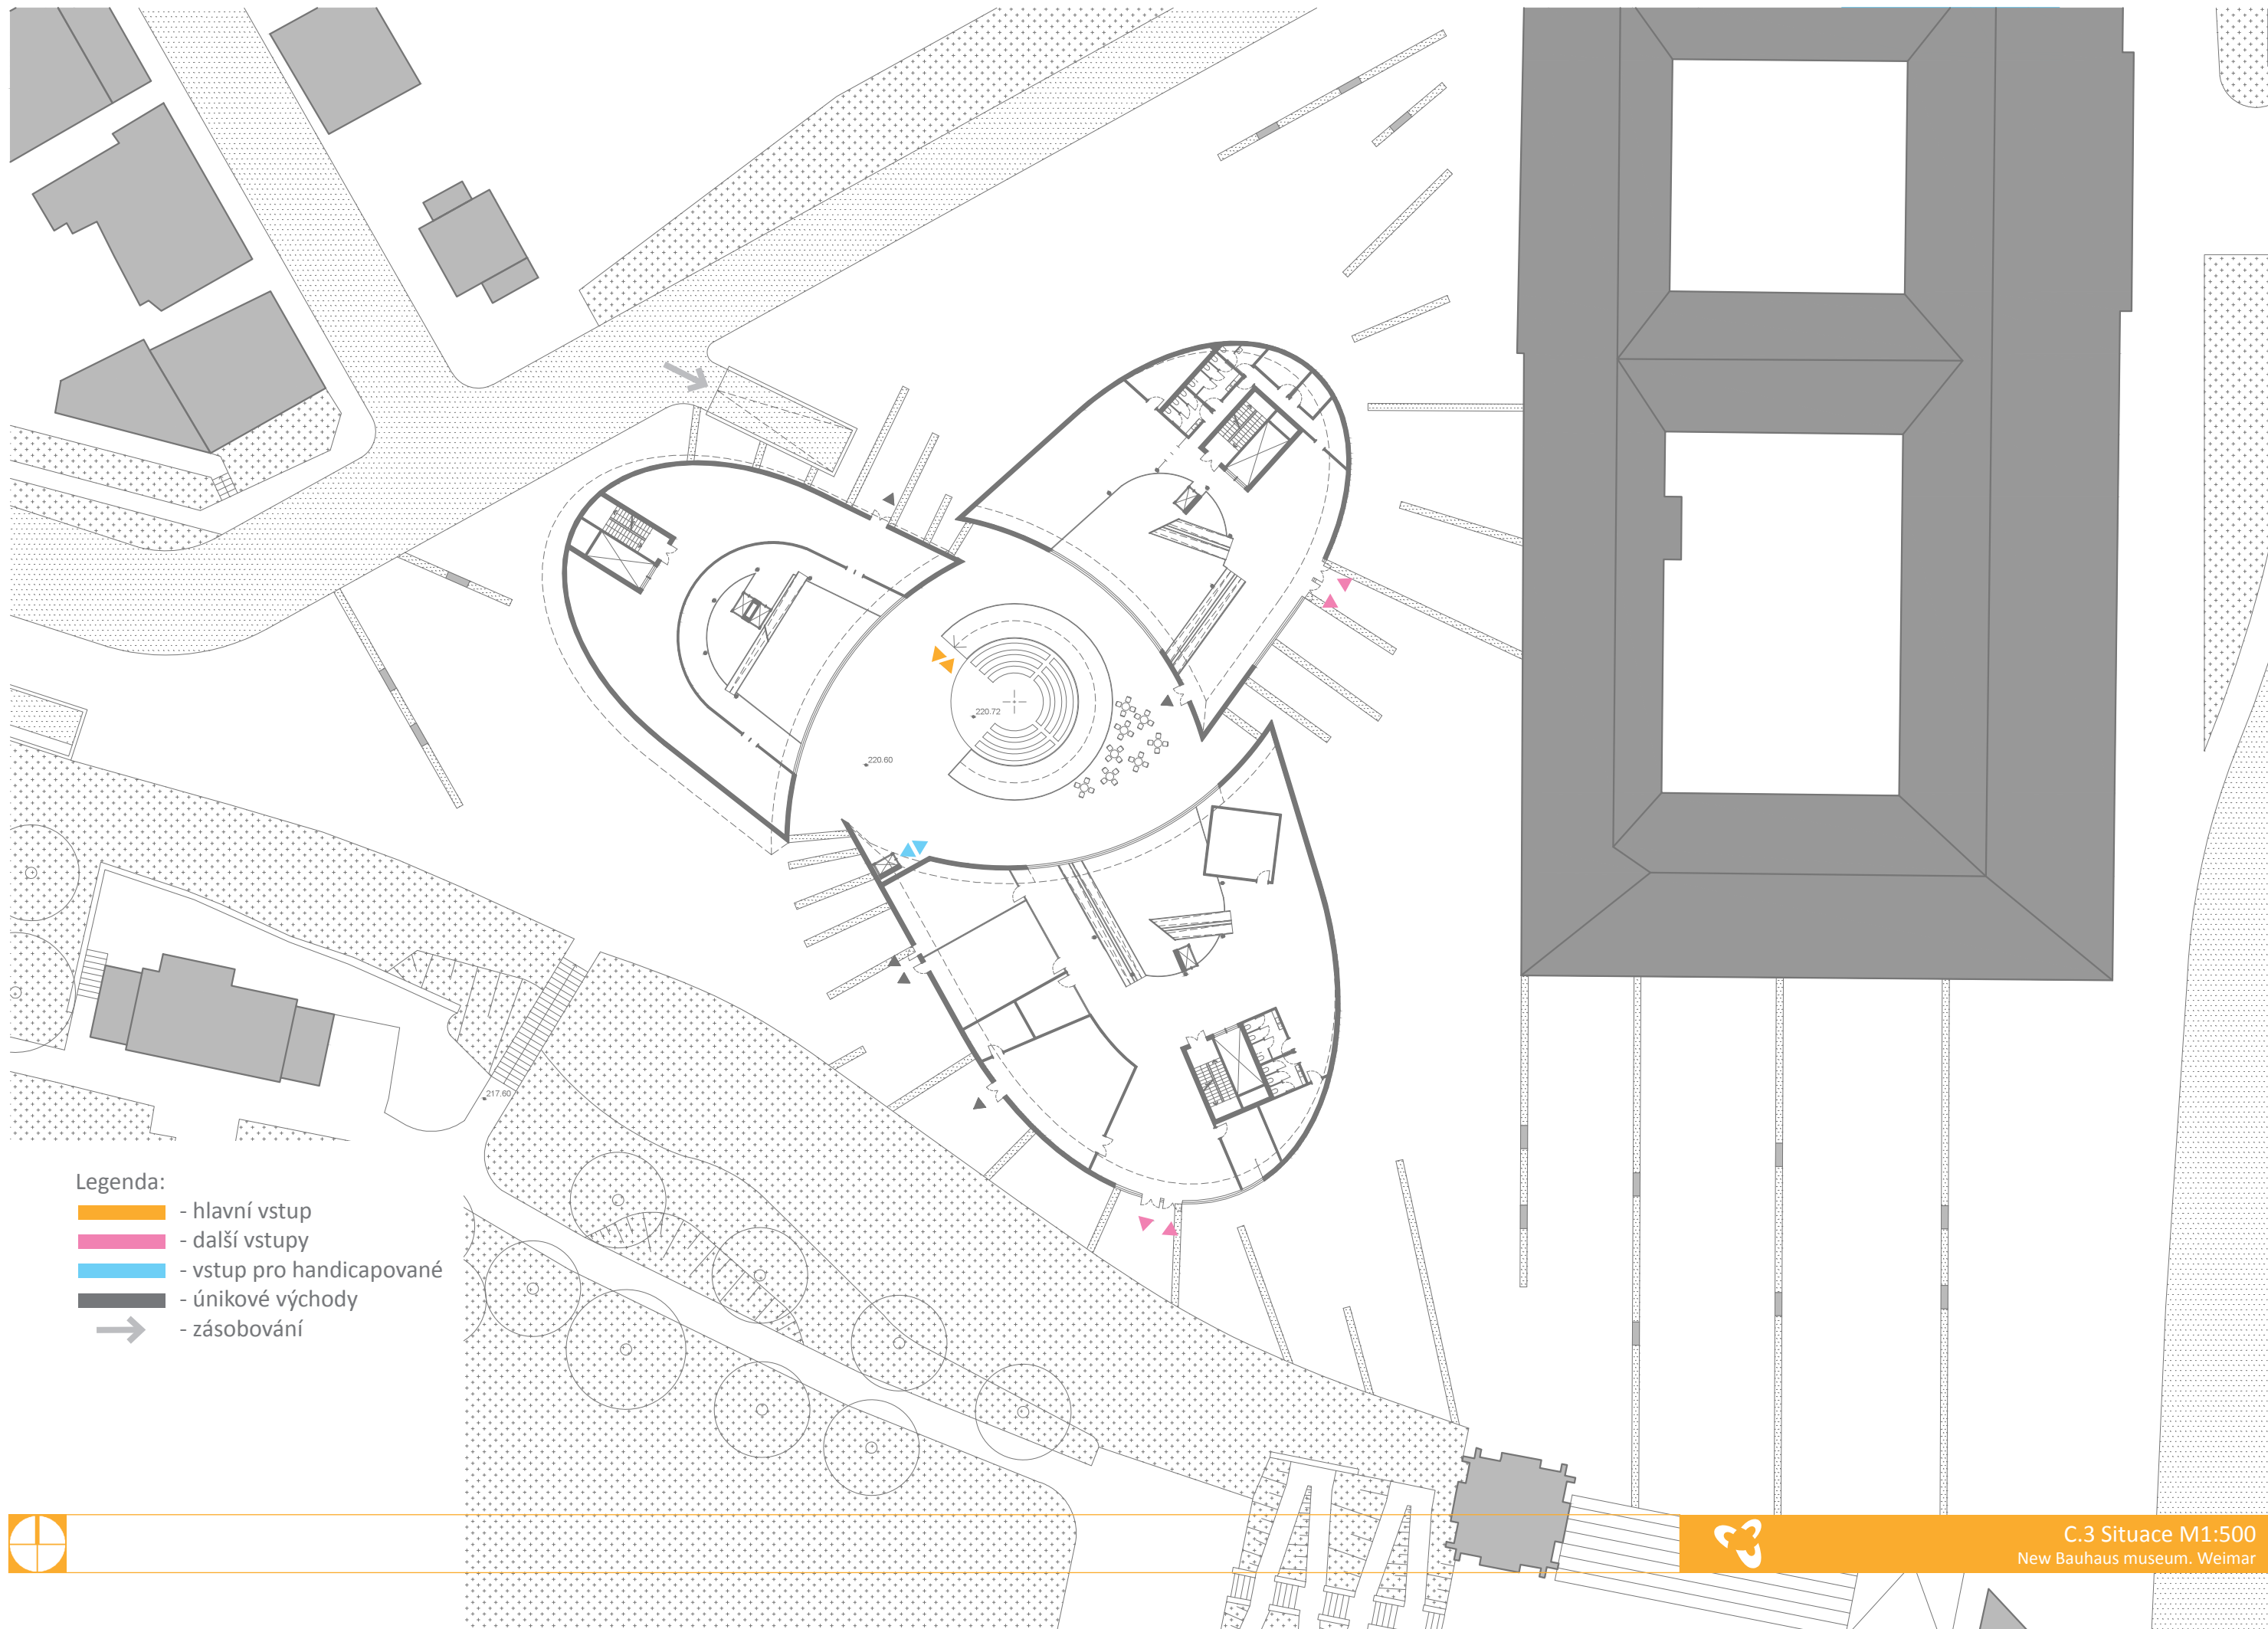 220.72
220.60
217.60
Legenda:
- hlavní vstup
- další vstupy
- vstup pro handicapované
- únikové východy
- zásobování
C.3 Situace M1:500
New Bauhaus museum. Weimar